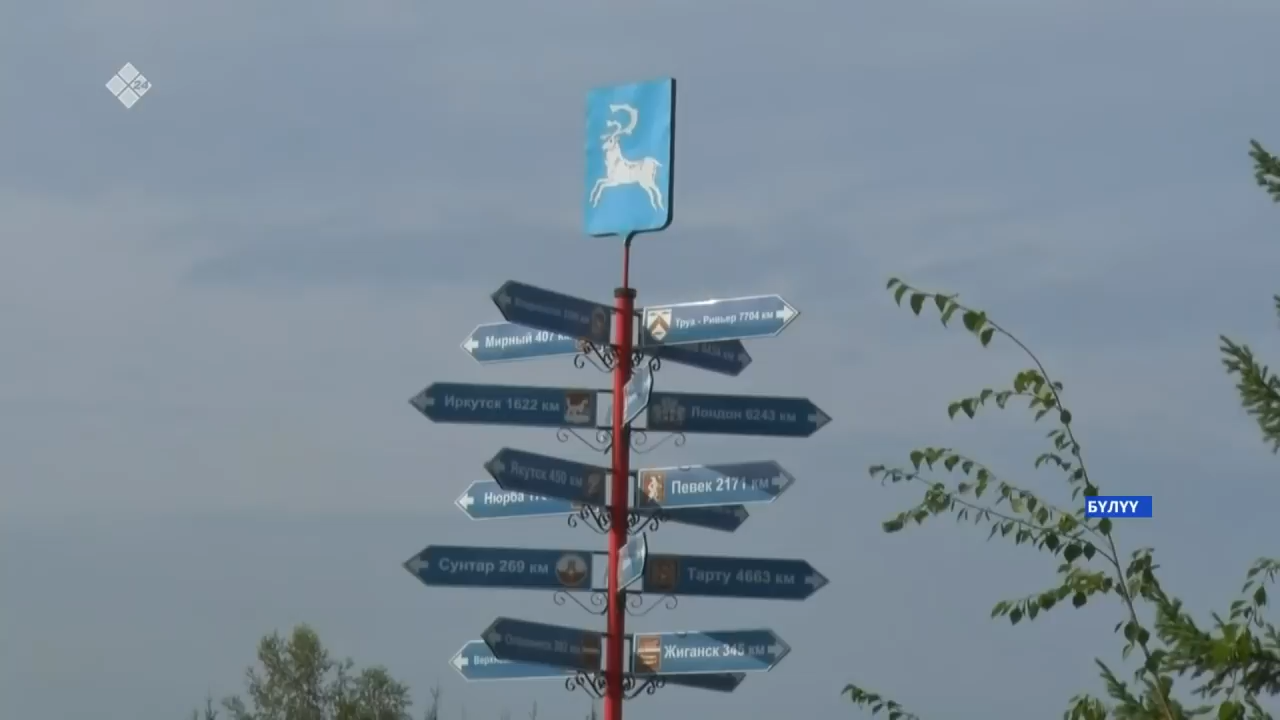 24
Труа - Ривьер 7704 км
Мирный 407 км
Иркутск 1622 км
Лондон 6243 км
Якутск 450 км
Певек 2171 км
Нюрба
БҮЛҮҮ
Сунтар 269 км
Тарту 4663 км
Жиганск 345 км